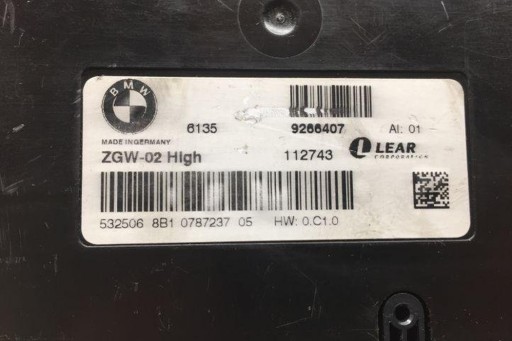 BMW
6135 9266407 AI: 01
MADE IN GERMANY
ZGW-02 High 112743 LEAR
CORPORATION
532506 8B1 0787237 05 HW: 0.C1.0